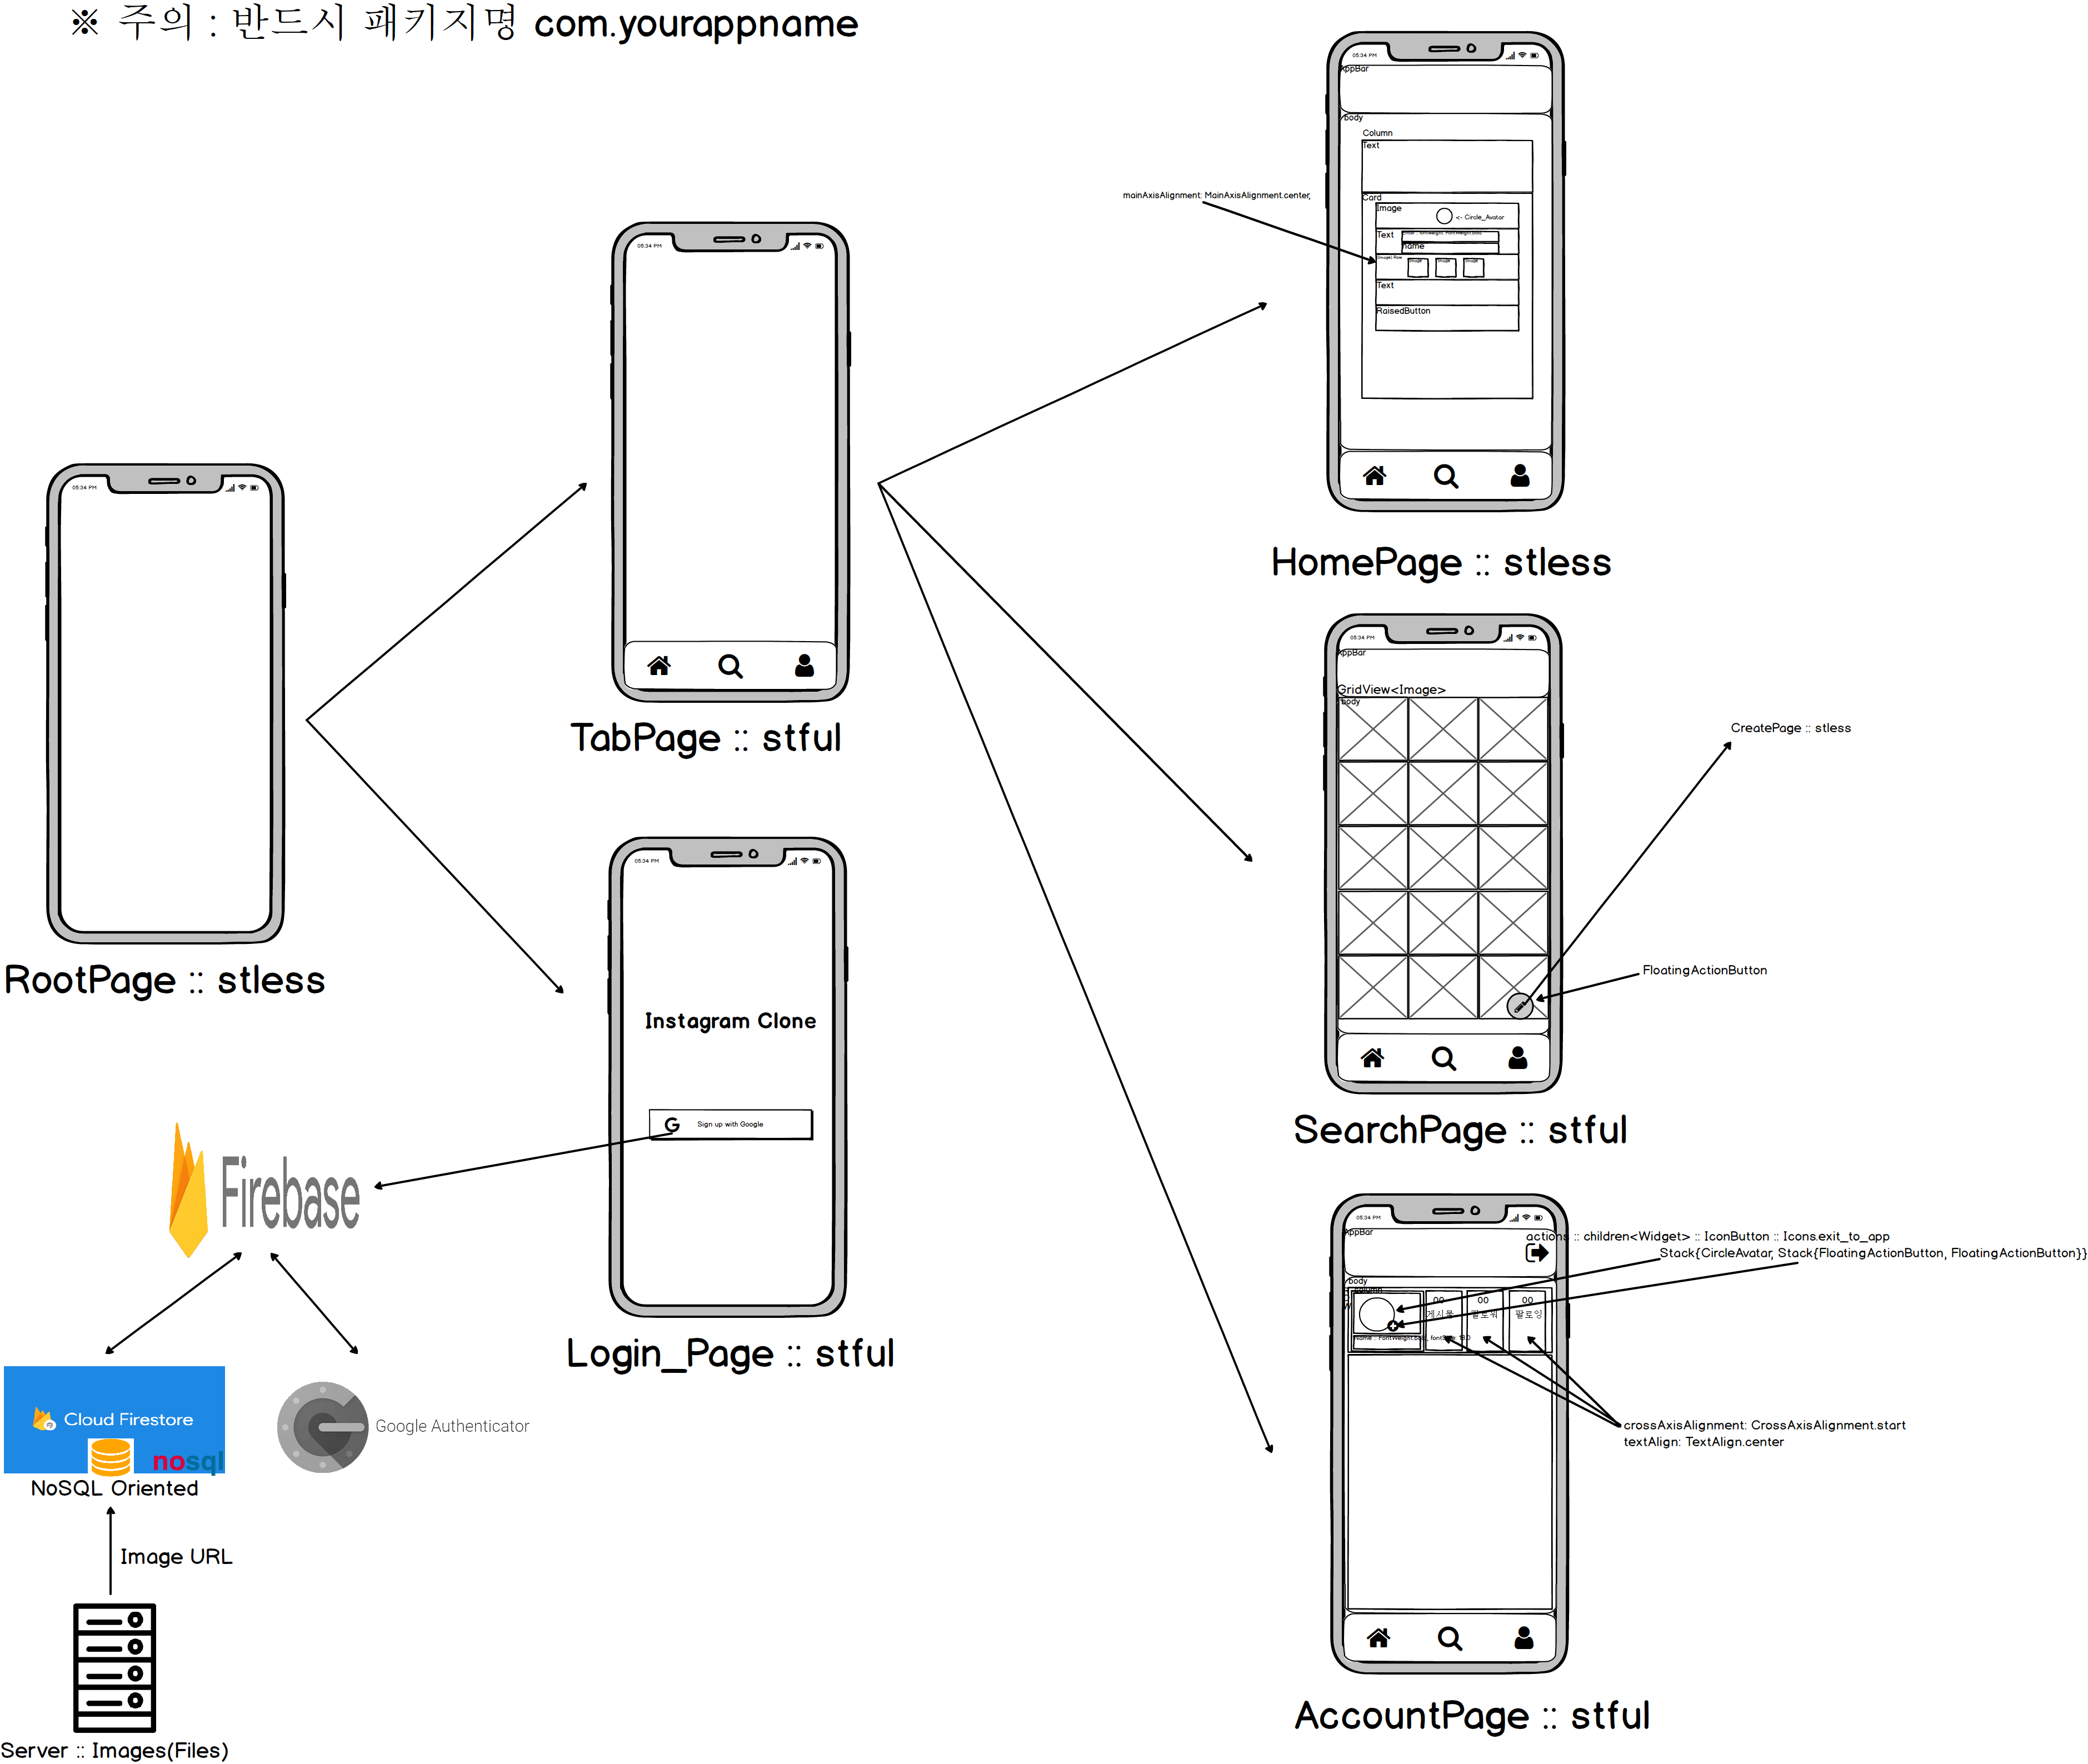 ※ 주의 : 반드시 패키지명 com.yourappname
05:34 PM
AppBar
body
Column
Text
mainAxisAlignment: MainAxisAlignment.center,
Card
Image
<- Circle_Avatar
Text
name
Image
Image
Image
Text
RaisedButton
HomePage :: stless
05:34 PM
TabPage :: stful
05:34 PM
RootPage :: stless
05:34 PM
AppBar
GridView<Image>
body
CreatePage :: stless
FloatingActionButton
SearchPage :: stful
05:34 PM
Instagram Clone
Sign up with Google
Login_Page :: stful
Firebase
Cloud Firestore
nosql
NoSQL Oriented
Google Authenticator
Image URL
Server :: Images(Files)
05:34 PM
AppBar
actions :: children<Widget> :: IconButton :: Icons.exit_to_app
Stack{CircleAvatar, Stack{FloatingActionButton, FloatingActionButton}}
body
column
00
00
00
게시물
팔로워
팔로잉
crossAxisAlignment: CrossAxisAlignment.start
textAlign: TextAlign.center
AccountPage :: stful